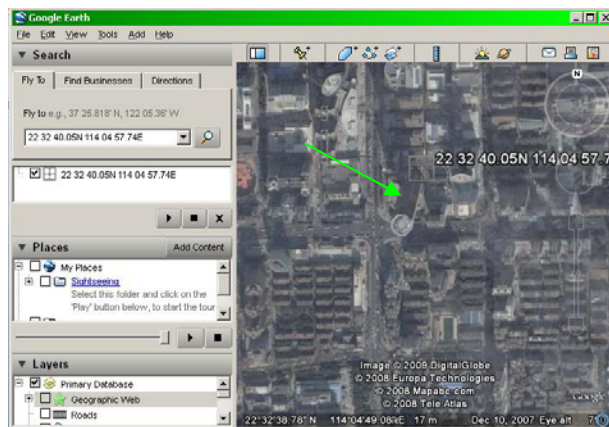 Google Earth
File Edit View Tools Add Help
Search
Fly To Find Businesses Directions
Fly to e.g., 37 25.818' N, 122 05.36' W
22 32 40.05N 114 04 57.74E
22 32 40.05N 114 04 57.74E
Places Add Content
My Places
Sightseeing
Select this folder and click on the
'Play' button below, to start the tour
Layers
Primary Database
Geographic Web
Roads
N
22 32 40.05N 114 04 57.7
Image © 2009 DigitalGlobe
© 2008 Europa Technologies
© 2008 Mapabc.com
© 2008 Tele Atlas
Google
22°32'38.78" N 114°04'49.08" E 17 m Dec 10, 2007 Eye alt